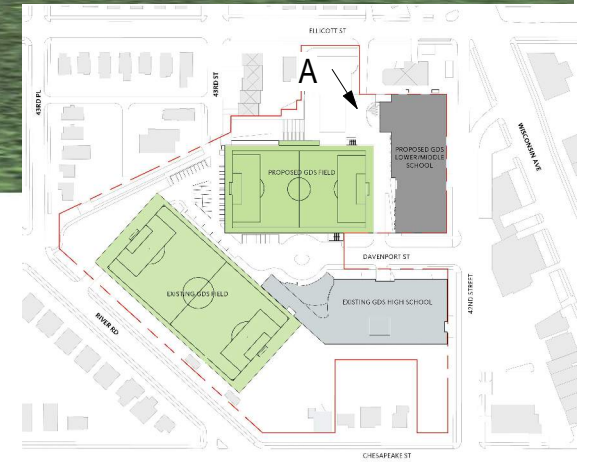 ELLICOTT ST
A
43RD PL
43RD ST
WISCONSIN AVE
PROPOSED GDS
LOWER/MIDDLE
SCHOOL
PROPOSED GDS FIELD
DAVENPORT ST
EXISTING GDS FIELD
EXISTING GDS HIGH SCHOOL
42ND STREET
RIVER RD
CHESAPEAKE ST